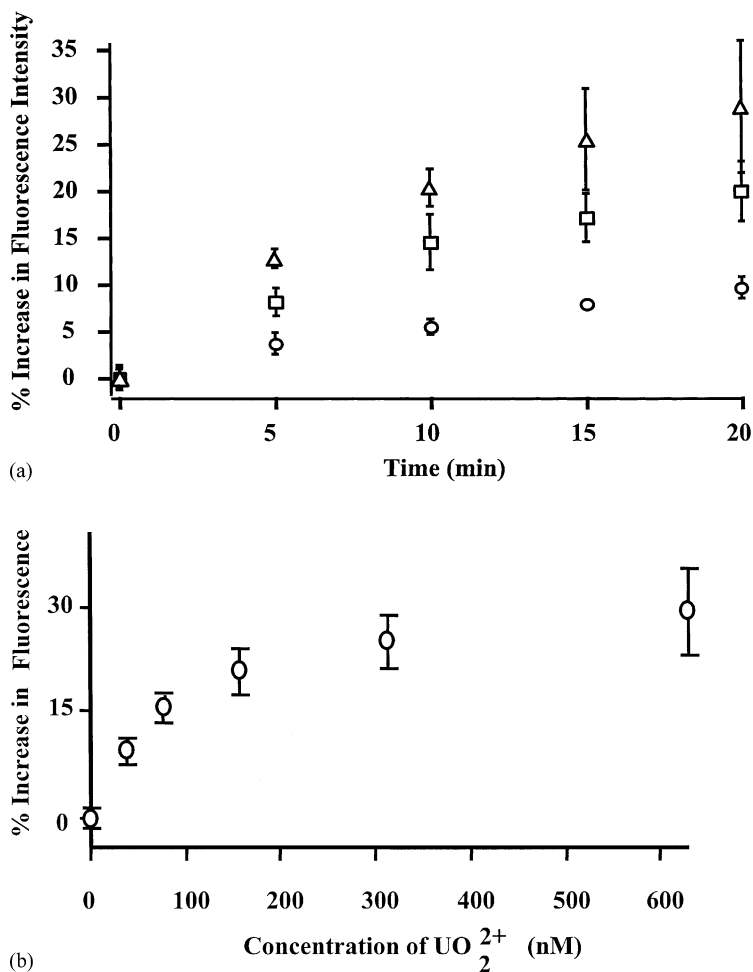 % Increase in Fluorescence Intensity
35
30
25
20
15
10
5
0
0 5 10 15 20
Time (min)
(a)
% Increase in Fluorescence
30
15
0
0 100 200 300 400 500 600
Concentration of UO2 2+ (nM)
(b)